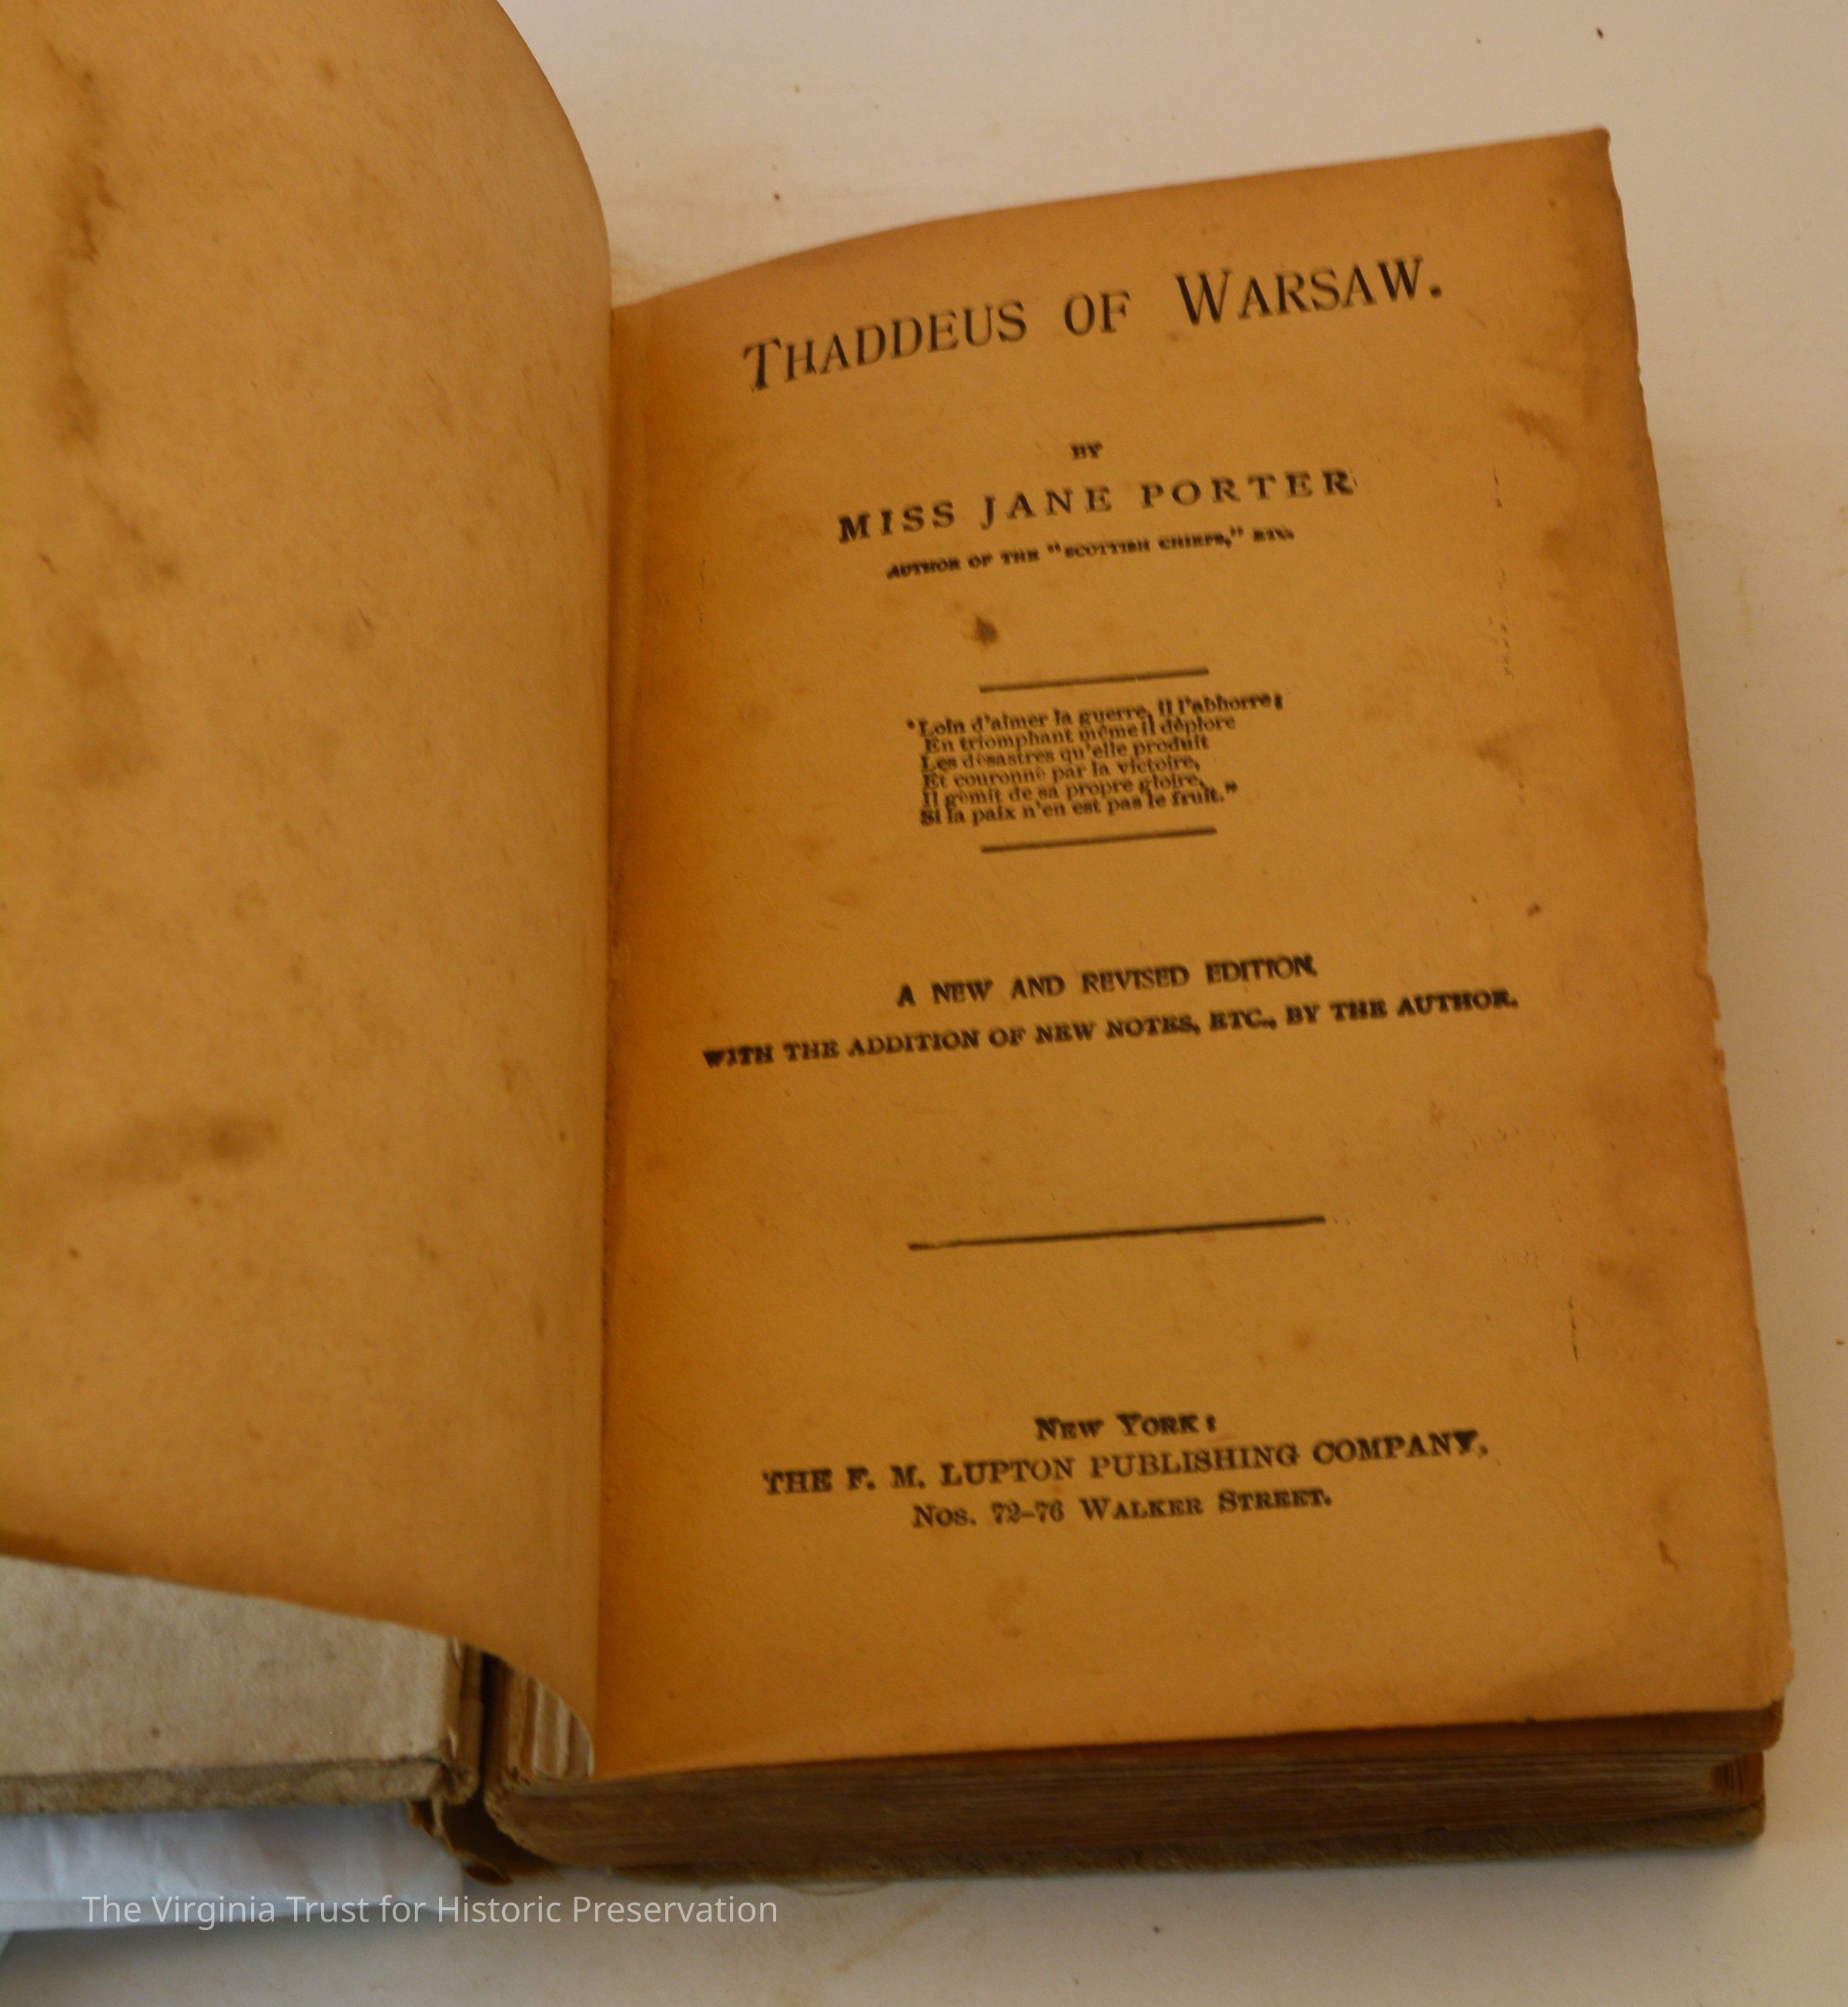 THADDEUS OF WARSAW.
BY
MISS JANE PORTER
AUTHOR OF THE "SCOTTISH CHIEFS," ETC.
"Loin d'aimer la guerre, il l'abhorre;
En triomphant même il déplore
Les désastres qu'elle produit
Et couronné par la victoire,
Il gémit de sa propre gloire,
Si la paix n'en est pas le fruit."
A NEW AND REVISED EDITION,
WITH THE ADDITION OF NEW NOTES, ETC., BY THE AUTHOR.
NEW YORK:
THE F. M. LUPTON PUBLISHING COMPANY,
Nos. 72-76 WALKER STREET.
The Virginia Trust for Historic Preservation